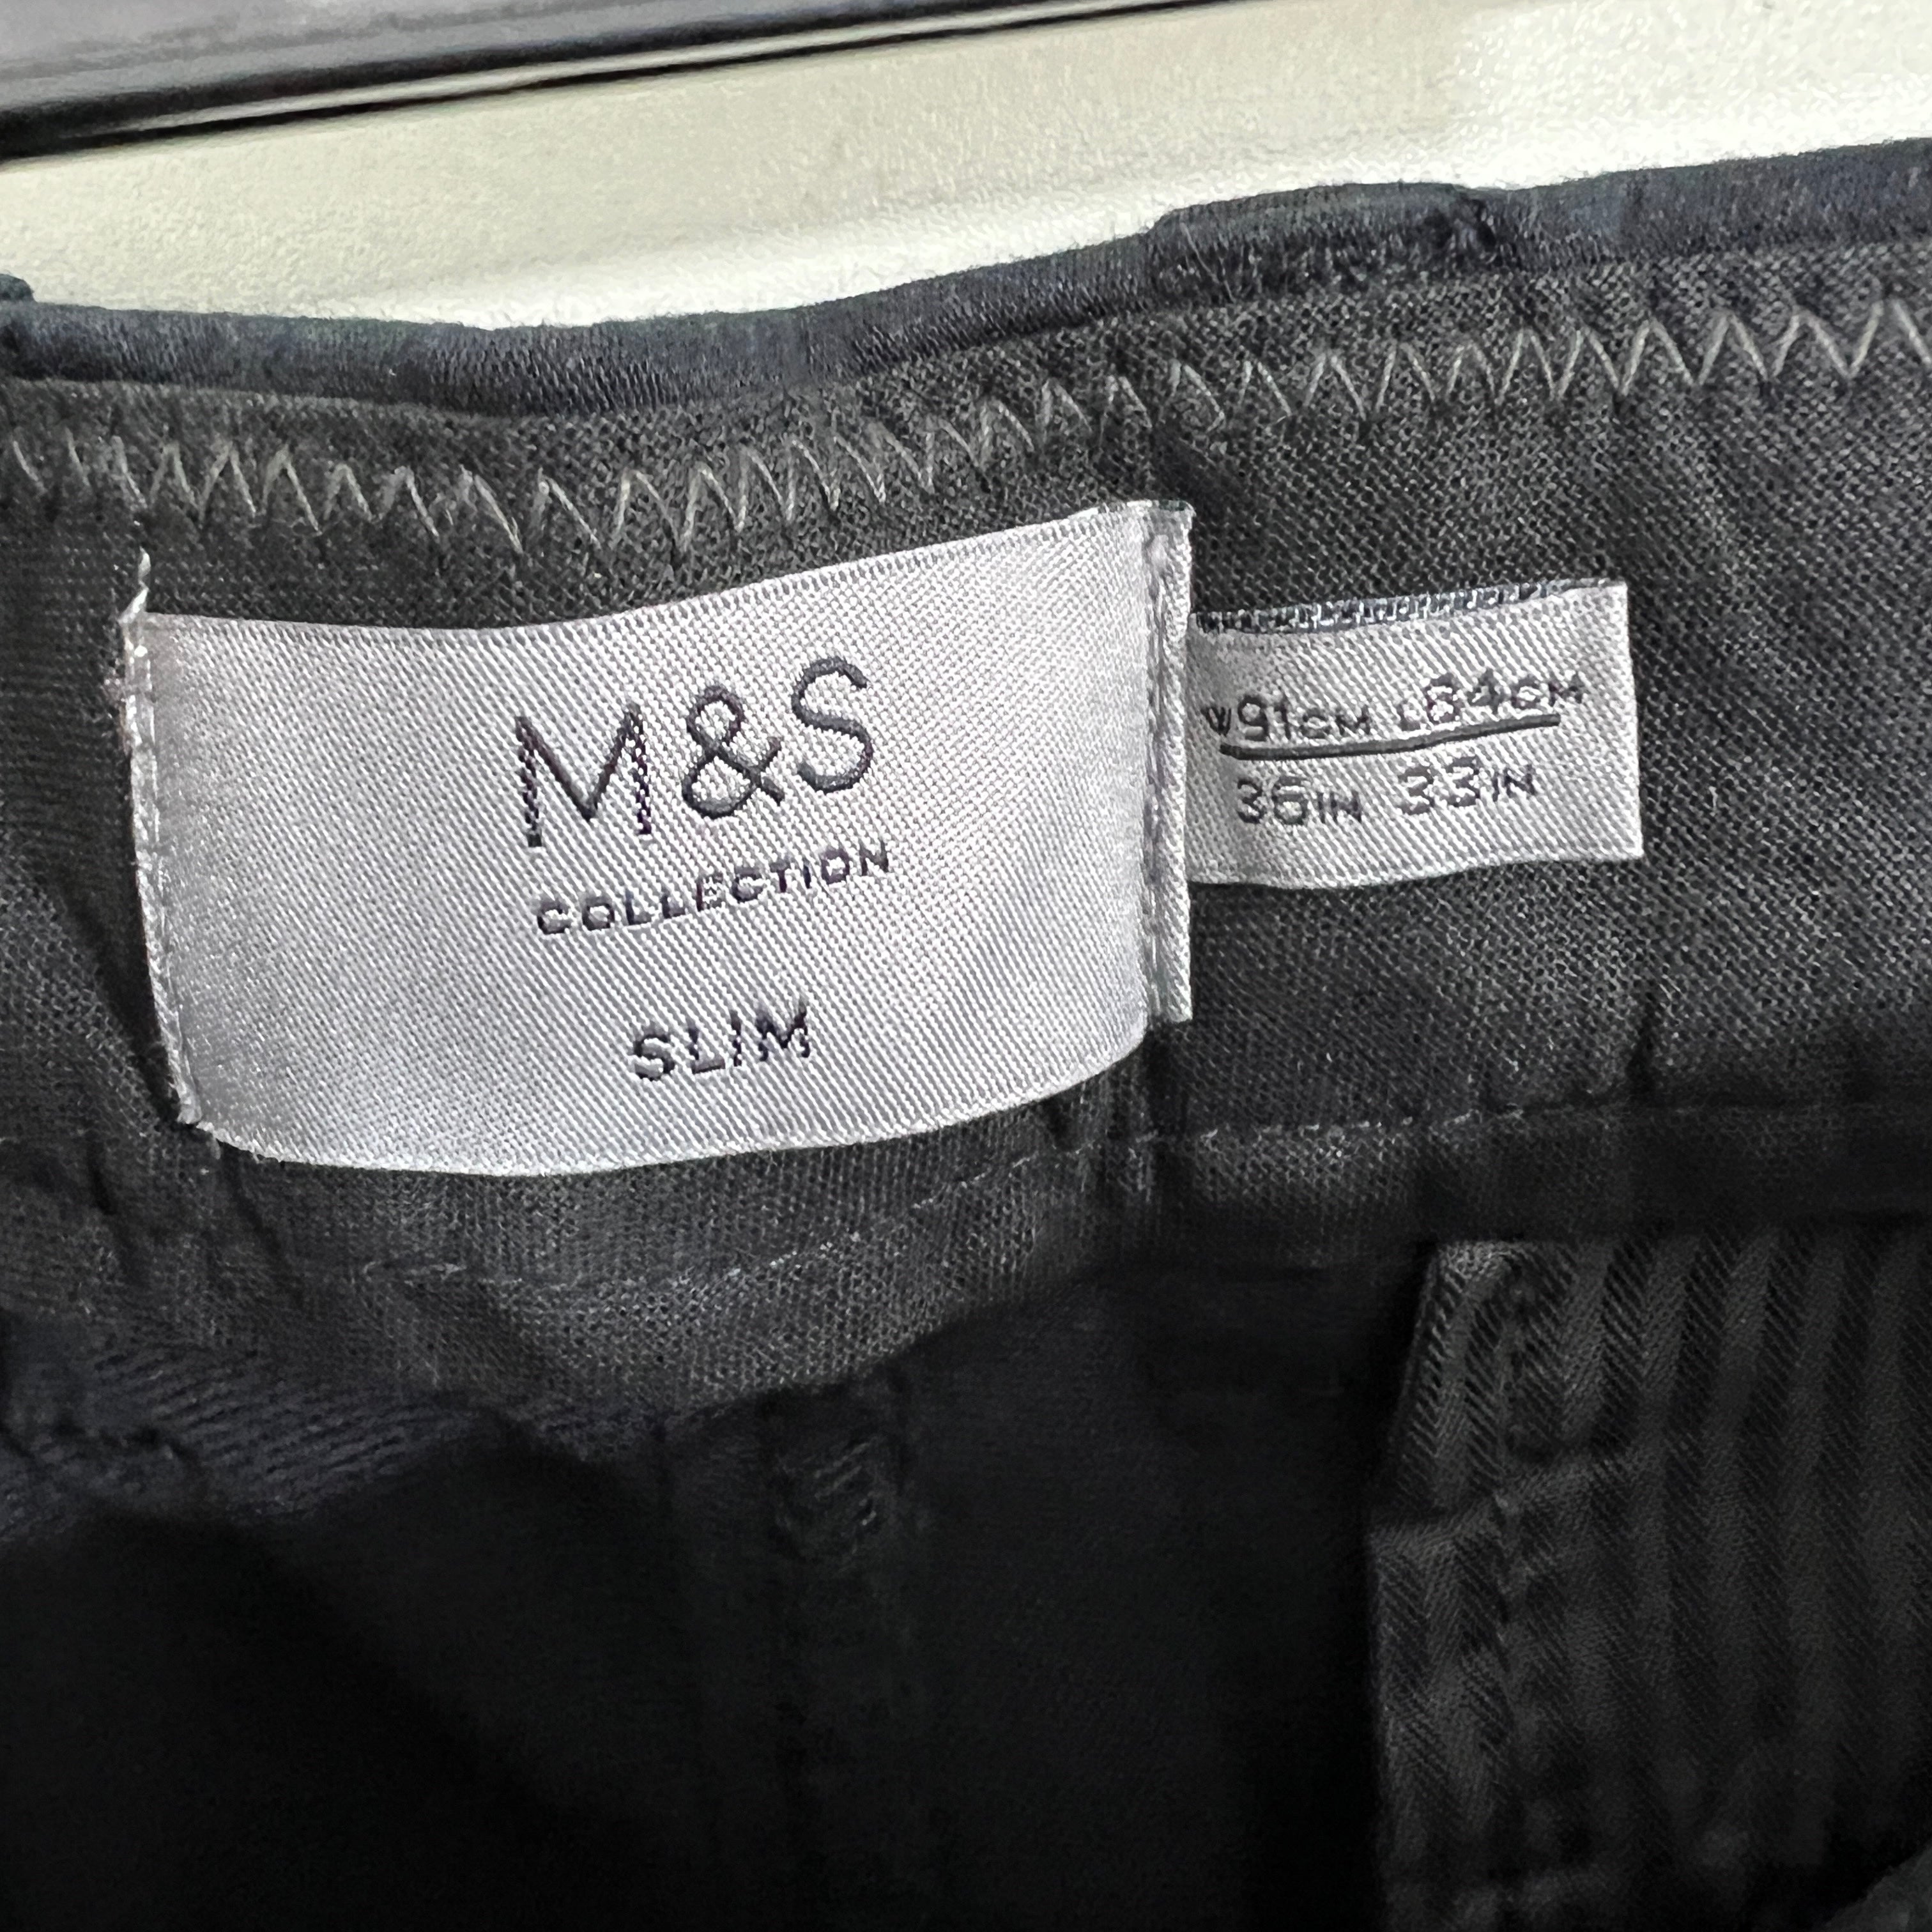 M&S
COLLECTION
SLIM
W91CM L84CM
36IN 33IN